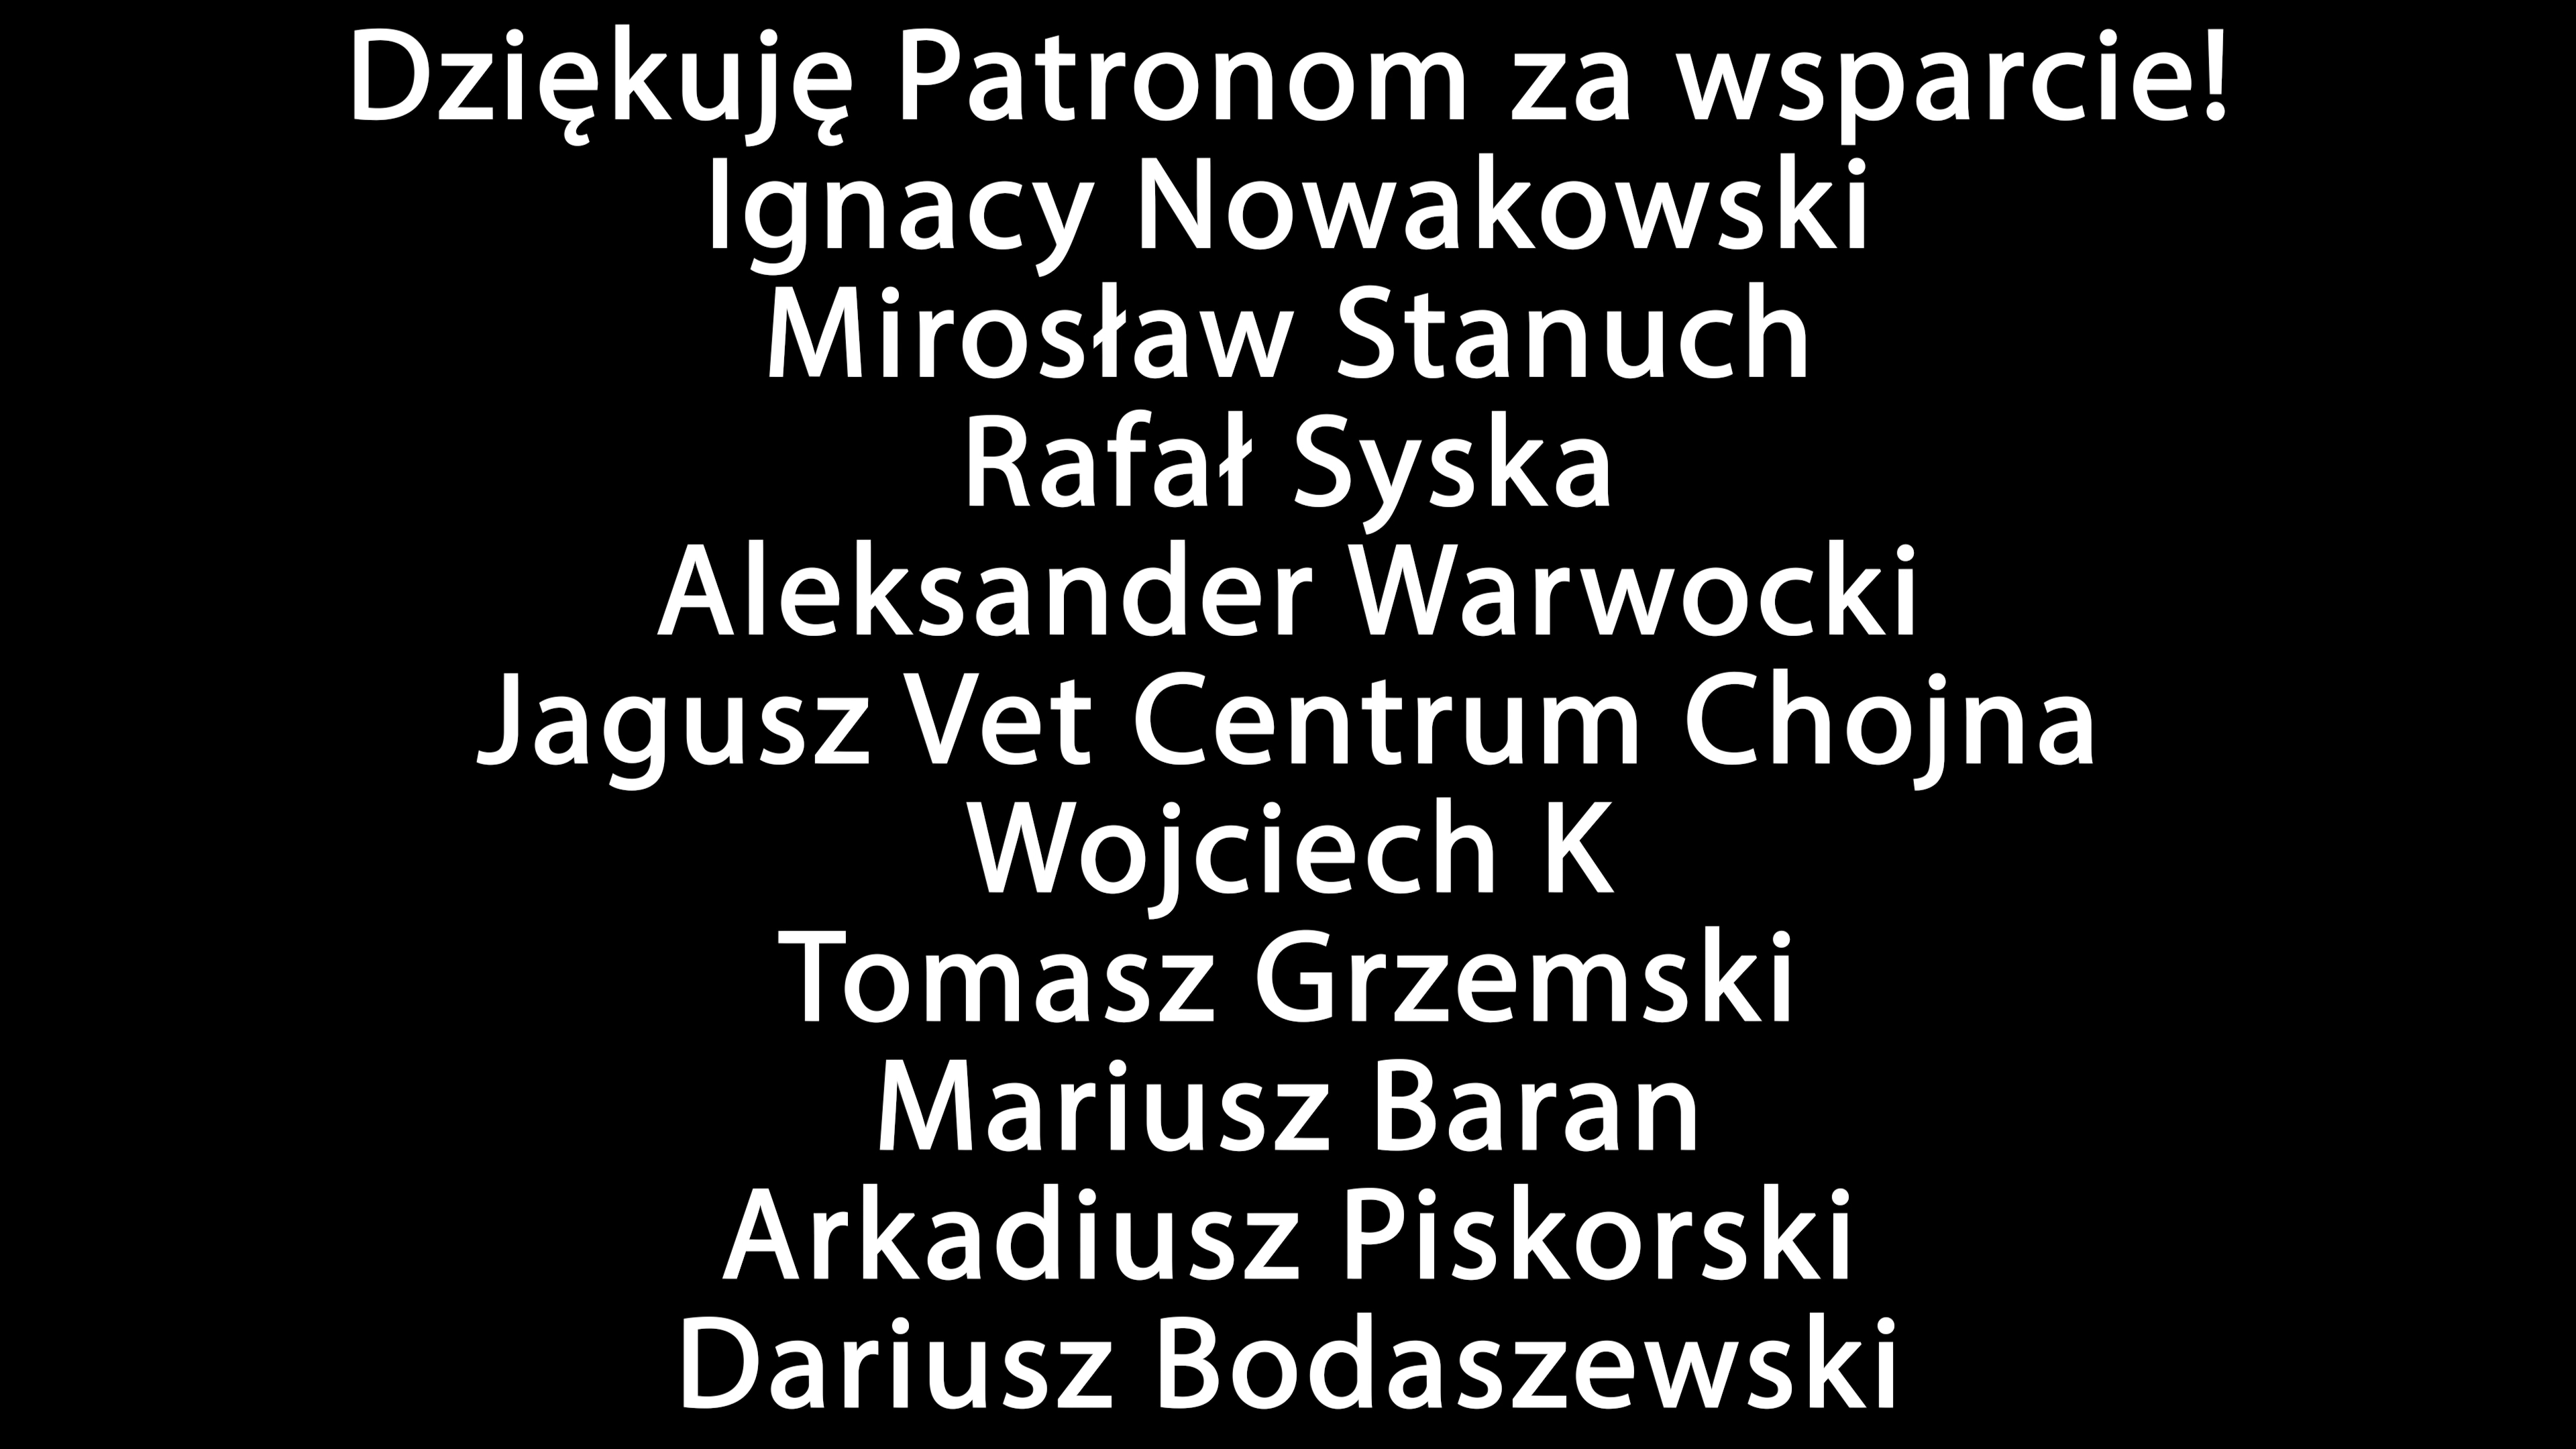 Dziękuję Patronom za wsparcie!
Ignacy Nowakowski
Mirosław Stanuch
Rafał Syska
Aleksander Warwocki
Jagusz Vet Centrum Chojna
Wojciech K
Tomasz Grzemski
Mariusz Baran
Arkadiusz Piskorski
Dariusz Bodaszewski